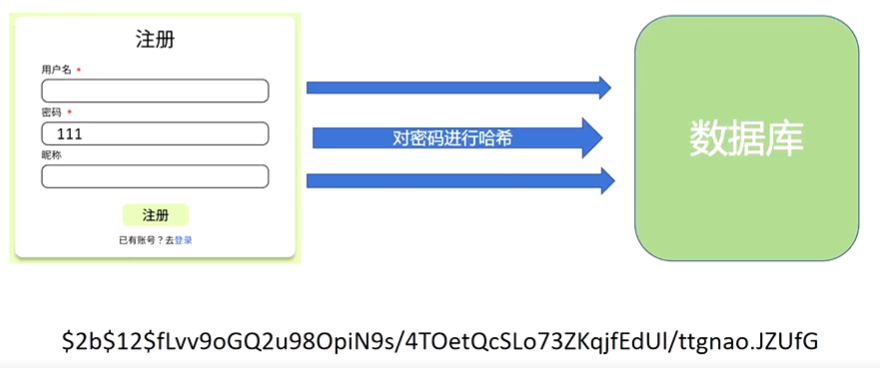 注册
用户名 *
密码 *
111
昵称
注册
已有账号？去登录
对密码进行哈希
数据库
$2b$12$fLvv9oGQ2u98OpiN9s/4TOetQcSLo73ZKqjfEdUl/ttgnao.JZUfG